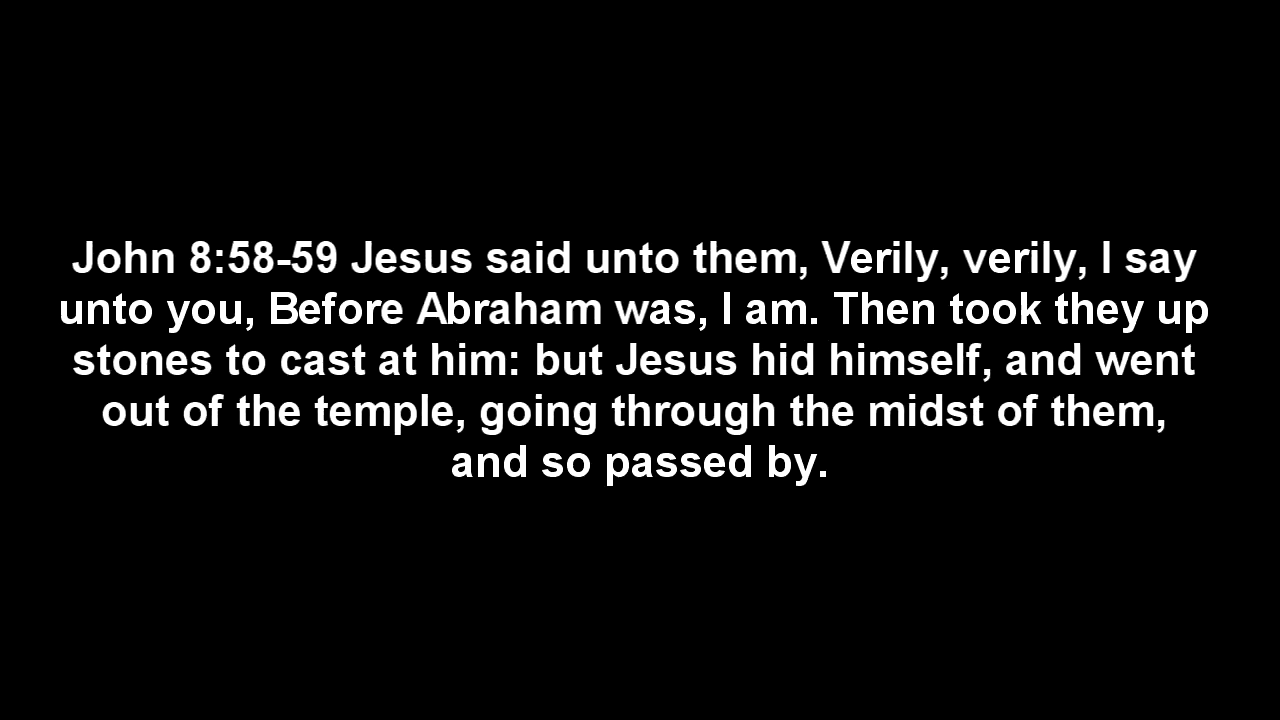 John 8:58-59 Jesus said unto them, Verily, verily, I say
unto you, Before Abraham was, I am. Then took they up
stones to cast at him: but Jesus hid himself, and went
out of the temple, going through the midst of them,
and so passed by.